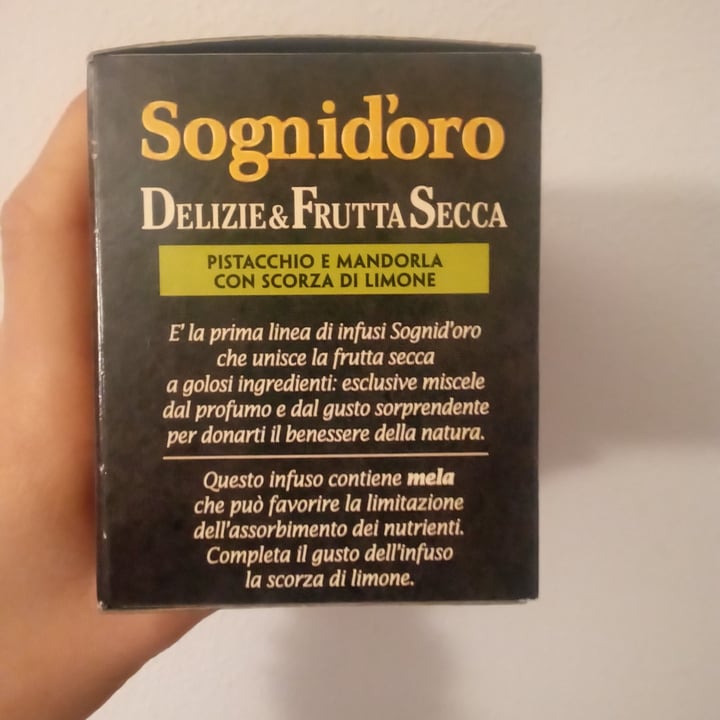 Sognid'oro
DELIZIE & FRUTTA SECCA
PISTACCHIO E MANDORLA
CON SCORZA DI LIMONE
E' la prima linea di infusi Sognid'oro
che unisce la frutta secca
a golosi ingredienti: esclusive miscele
dal profumo e dal gusto sorprendente
per donarti il benessere della natura.
Questo infuso contiene mela
che può favorire la limitazione
dell'assorbimento dei nutrienti.
Completa il gusto dell'infuso
la scorza di limone.